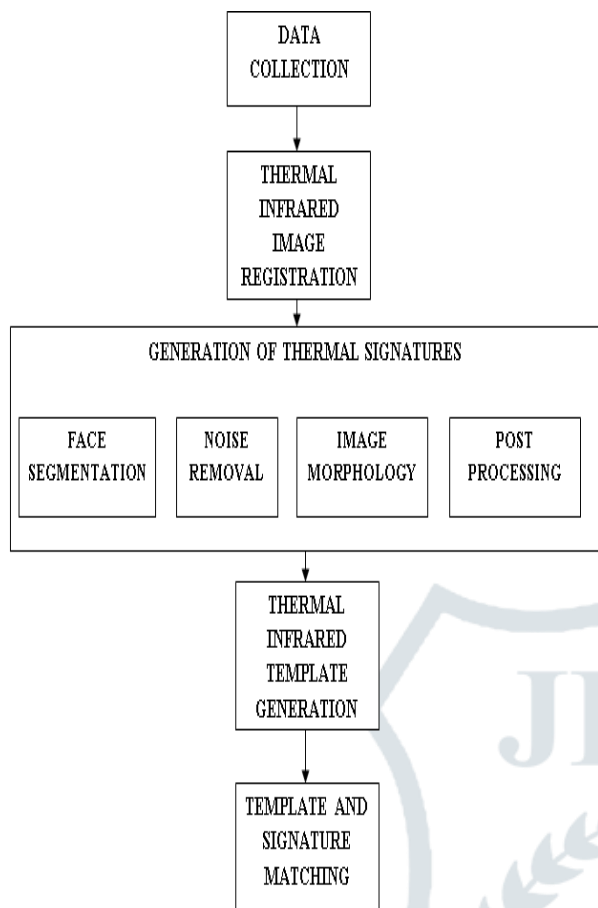 DATA
COLLECTION
THERMAL
INFRARED
IMAGE
REGISTRATION
GENERATION OF THERMAL SIGNATURES
FACE
SEGMENTATION
NOISE
REMOVAL
IMAGE
MORPHOLOGY
POST
PROCESSING
THERMAL
INFRARED
TEMPLATE
GENERATION
TEMPLATE AND
SIGNATURE
MATCHING